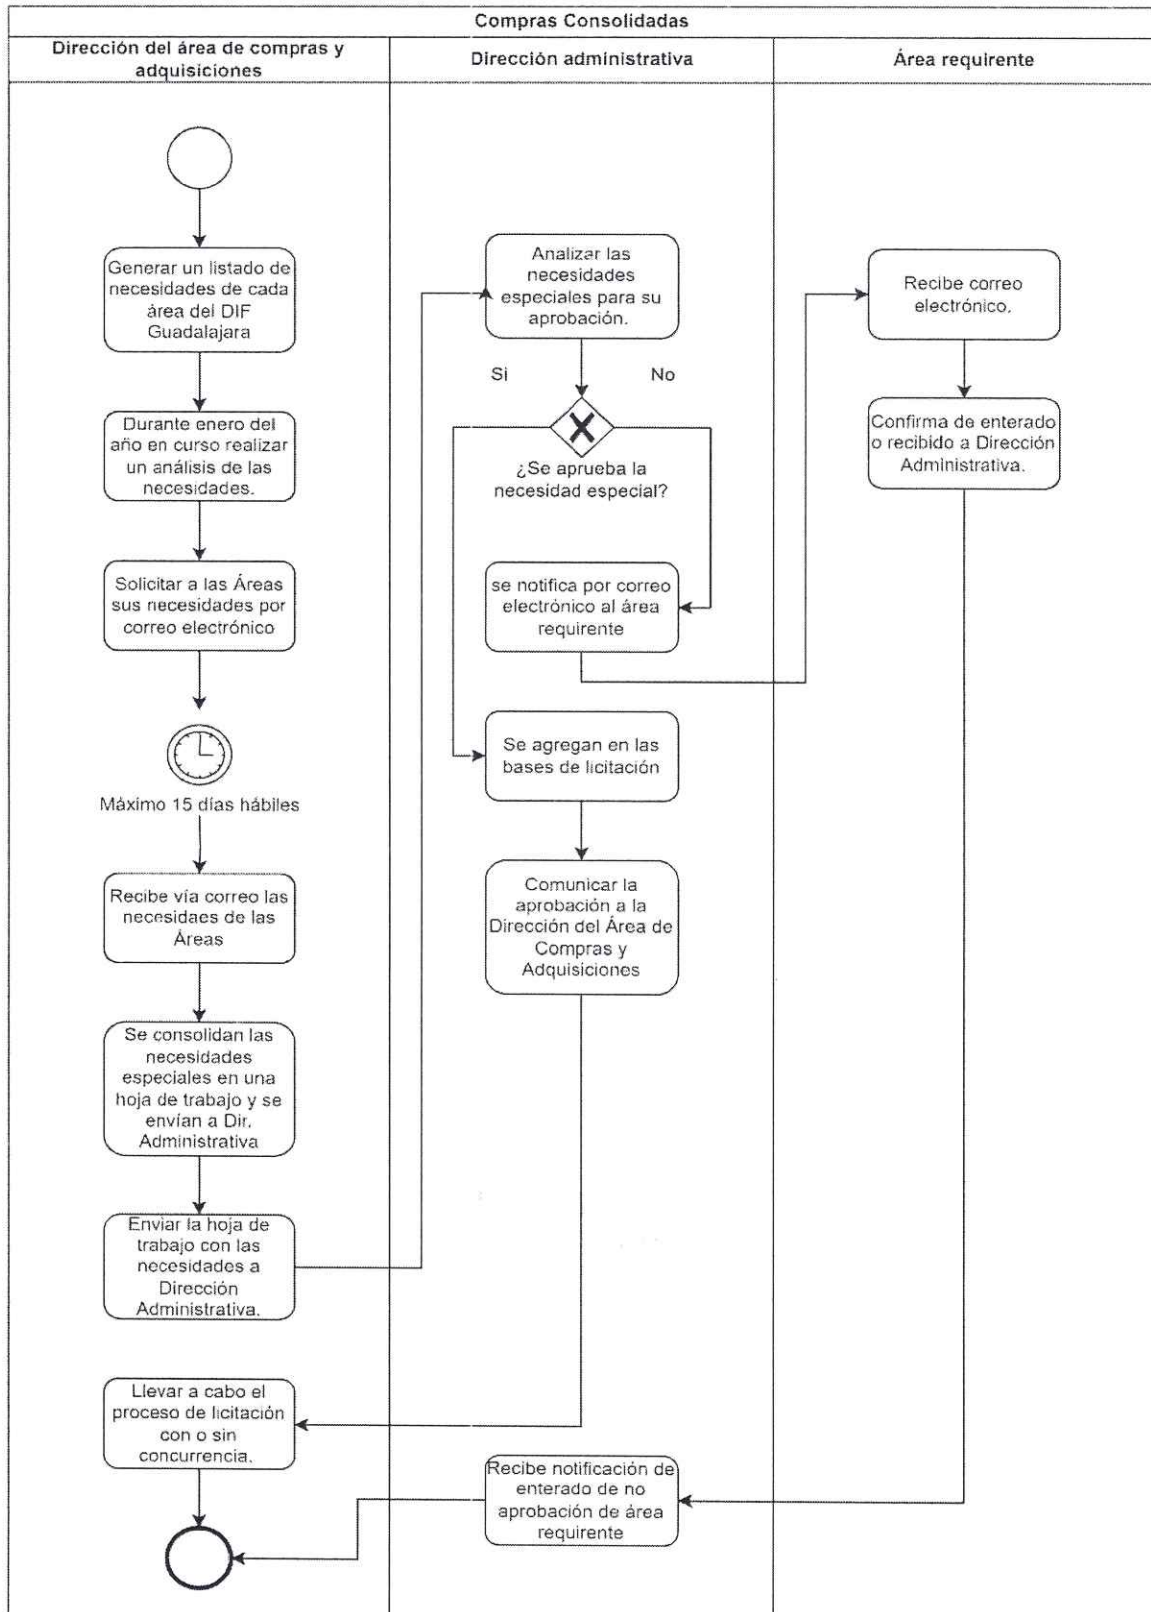 Compras Consolidadas
Dirección del área de compras y
adquisiciones
Dirección administrativa
Área requirente
Generar un listado de
necesidades de cada
área del DIF
Guadalajara
Durante enero del
año en curso realizar
un análisis de las
necesidades.
Solicitar a las Áreas
sus necesidades por
correo electrónico
Máximo 15 días hábiles
Recibe vía correo las
necesidaes de las
Áreas
Se consolidan las
necesidades
especiales en una
hoja de trabajo y se
envían a Dir.
Administrativa
Enviar la hoja de
trabajo con las
necesidades a
Dirección
Administrativa.
Llevar a cabo el
proceso de licitación
con o sin
concurrencia.
Analizar las
necesidades
especiales para su
aprobación.
Si
No
¿Se aprueba la
necesidad especial?
se notifica por correo
electrónico al área
requirente
Se agregan en las
bases de licitación
Comunicar la
aprobación a la
Dirección del Área de
Compras y
Adquisiciones
Recibe notificación de
enterado de no
aprobación de área
requirente
Recibe correo
electrónico.
Confirma de enterado
o recibido a Dirección
Administrativa.